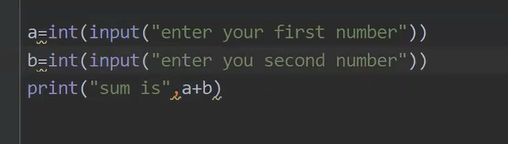 a=int(input("enter your first number"))
b=int(input("enter you second number"))
print("sum is",a+b)